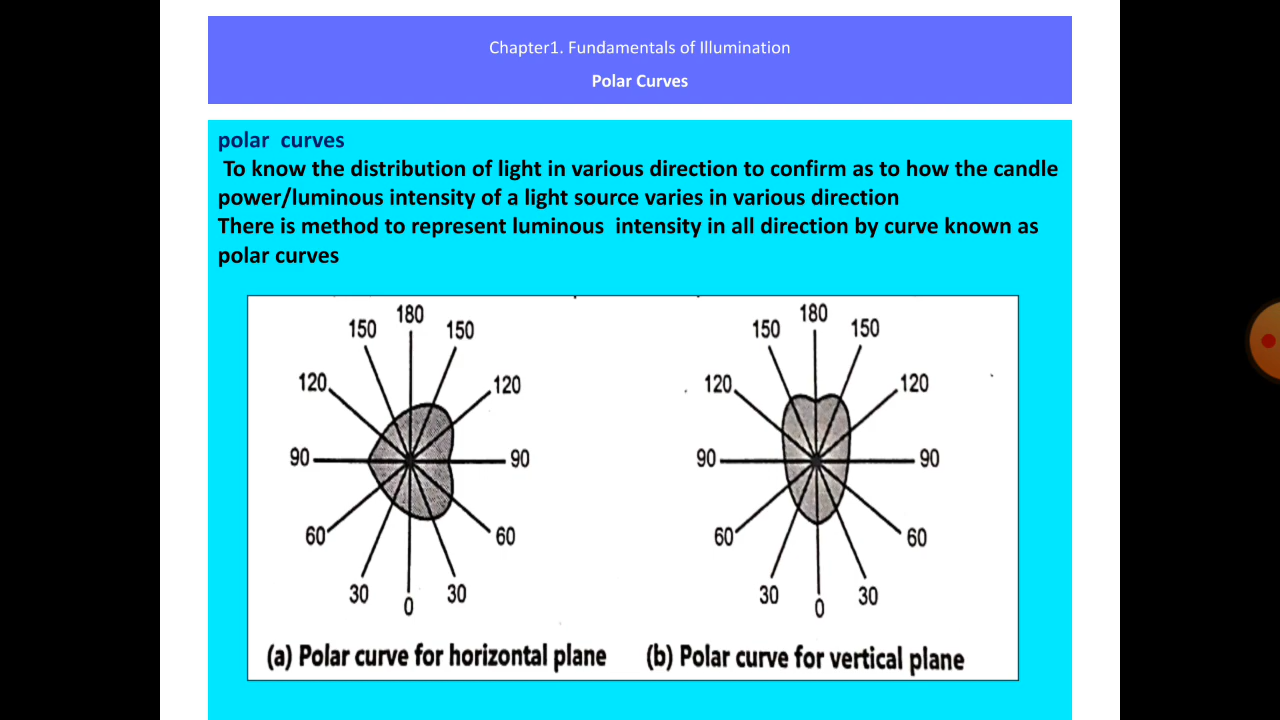 Chapter1. Fundamentals of Illumination
Polar Curves
polar curves
To know the distribution of light in various direction to confirm as to how the candle
power/luminous intensity of a light source varies in various direction
There is method to represent luminous intensity in all direction by curve known as
polar curves
180 180
150 150 150 150
120 120 120 120
90 90 90 90
60 60 60 60
30 0 30 30 0 30
(a) Polar curve for horizontal plane (b) Polar curve for vertical plane